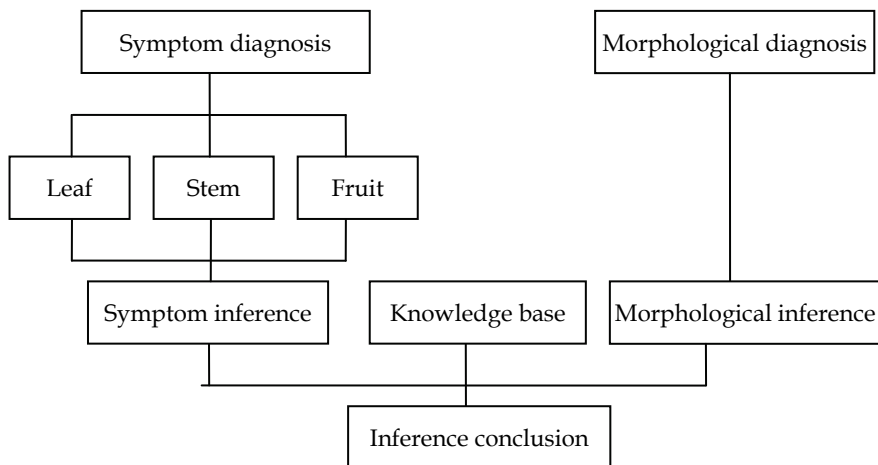 Symptom diagnosis
Morphological diagnosis
Leaf
Stem
Fruit
Symptom inference
Knowledge base
Morphological inference
Inference conclusion